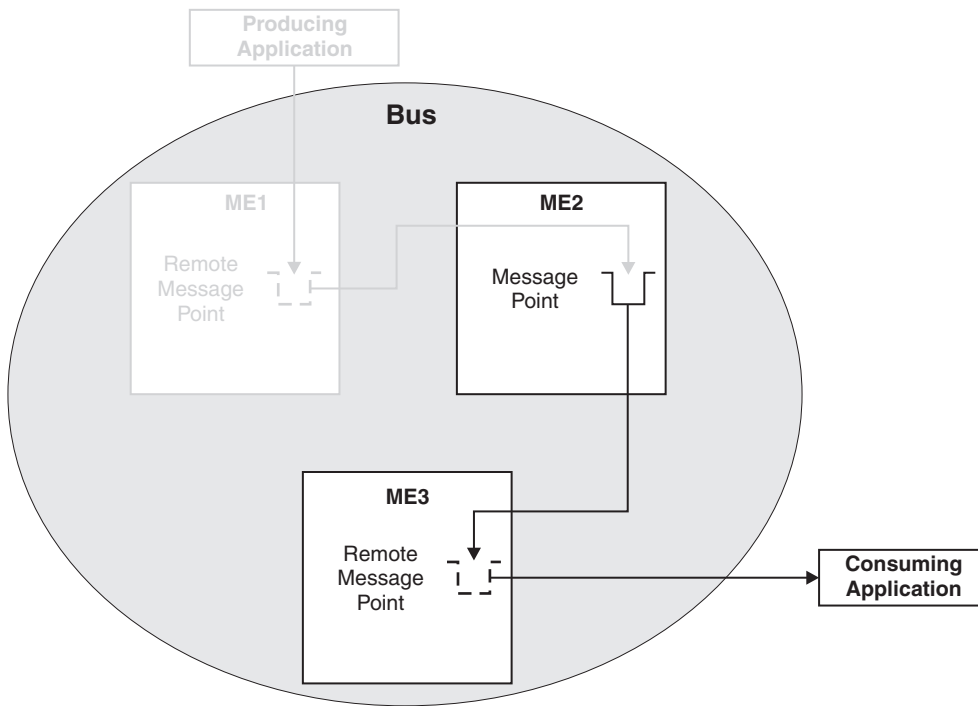 Producing
Application
Bus
ME1
Remote
Message
Point
ME2
Message
Point
ME3
Remote
Message
Point
Consuming
Application